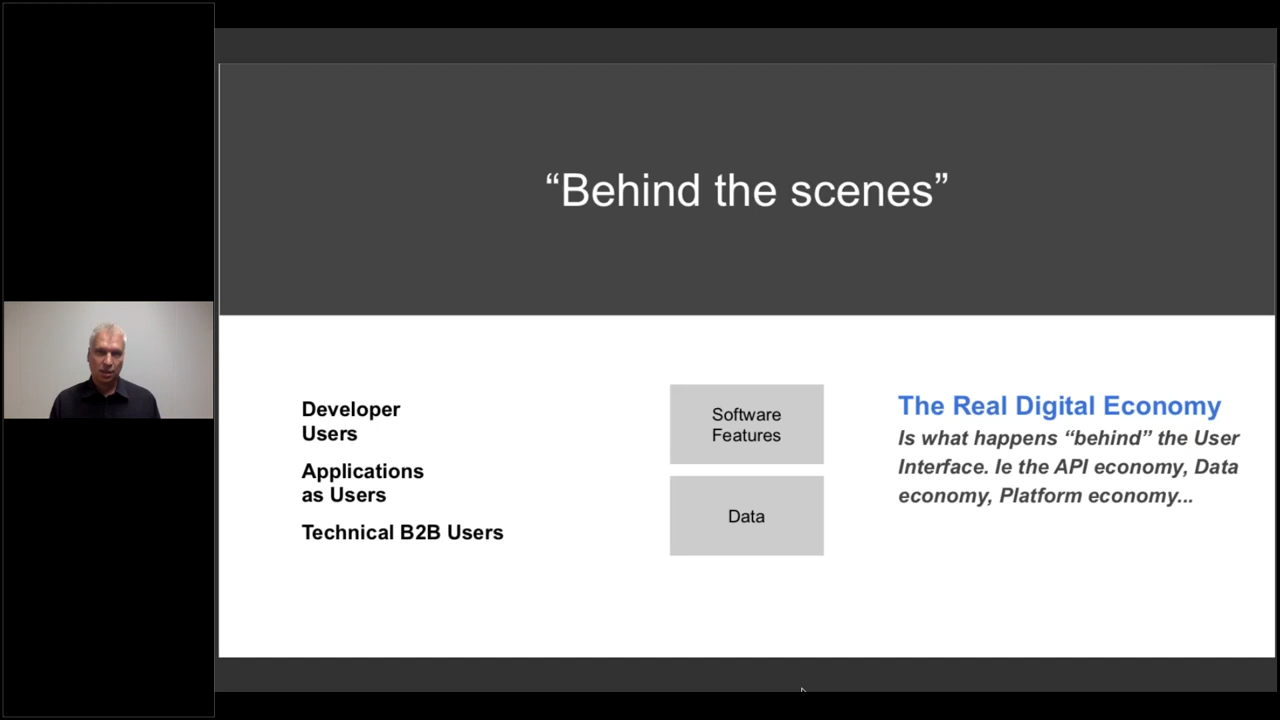 “Behind the scenes”
Developer
Users
Applications
as Users
Technical B2B Users
Software
Features
Data
The Real Digital Economy
Is what happens “behind” the User
Interface. Ie the API economy, Data
economy, Platform economy...